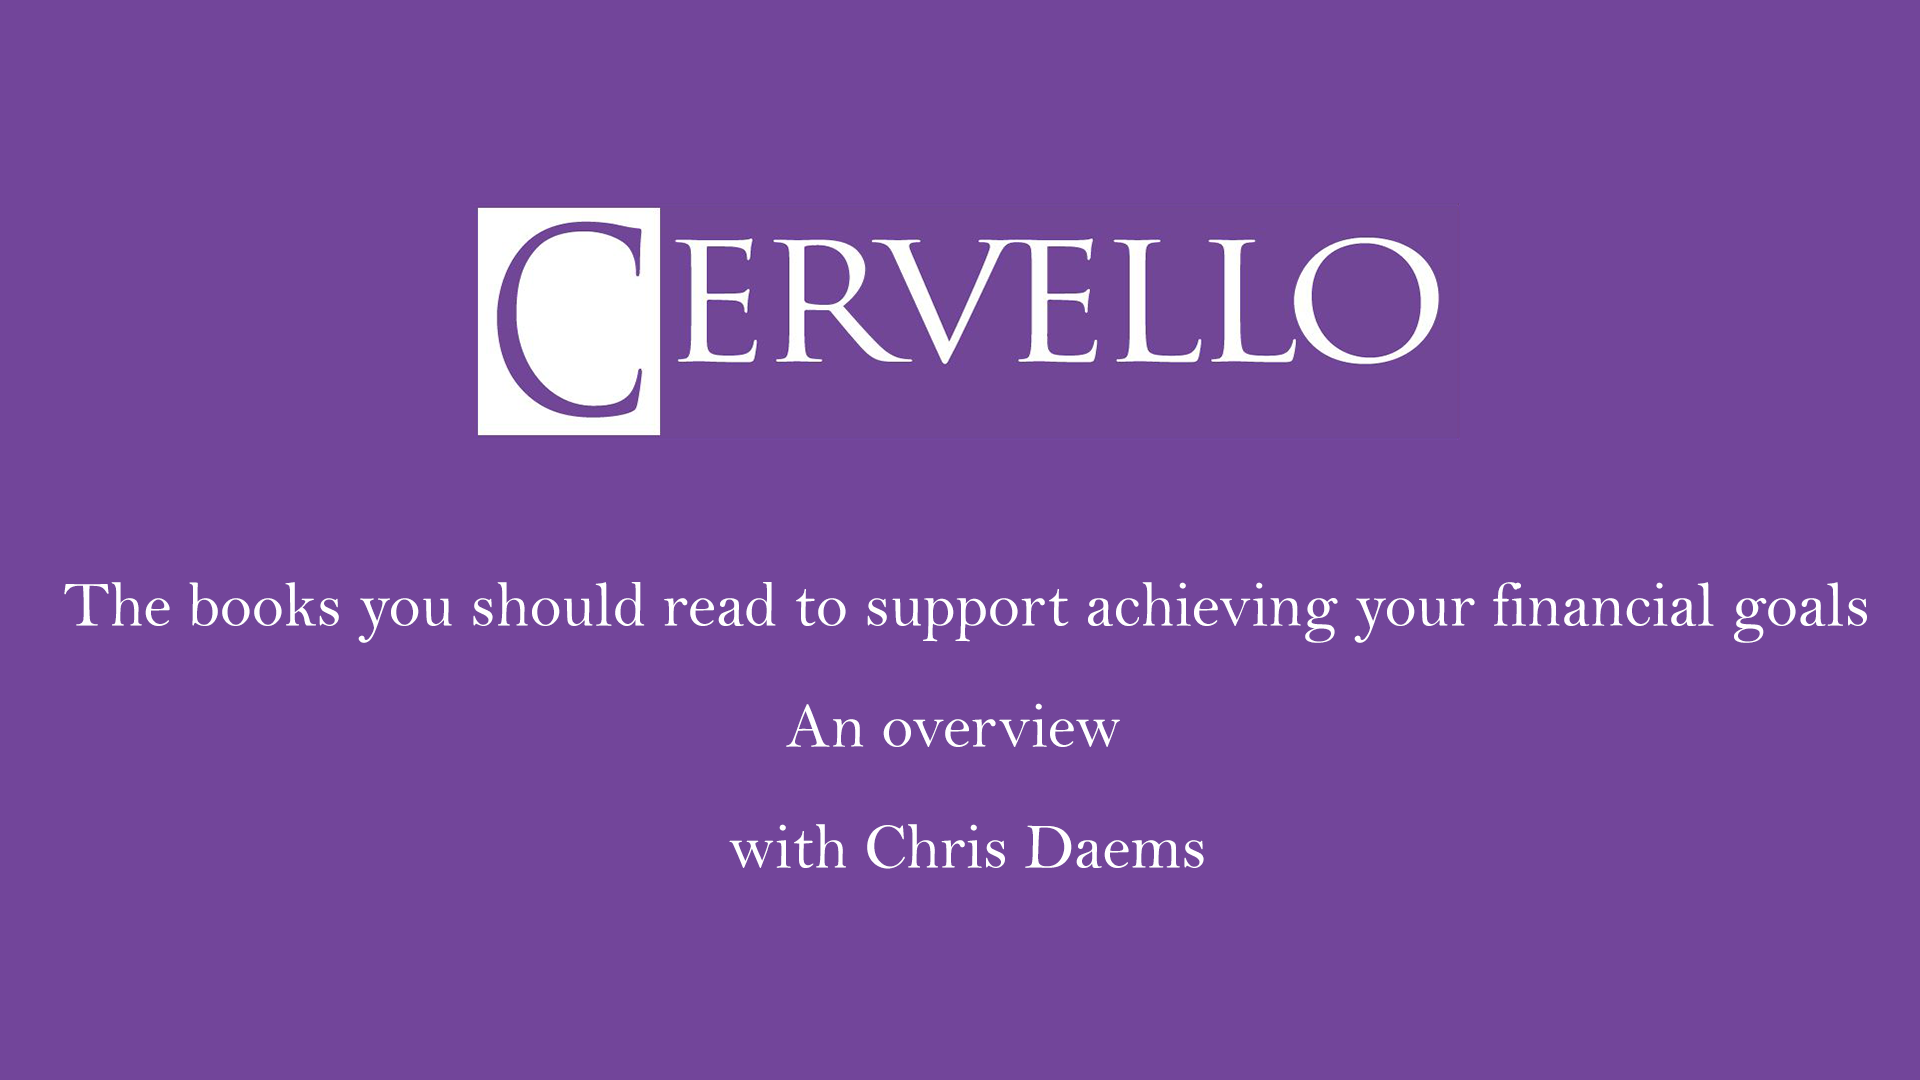 CERVELLO
The books you should read to support achieving your financial goals
An overview
with Chris Daems